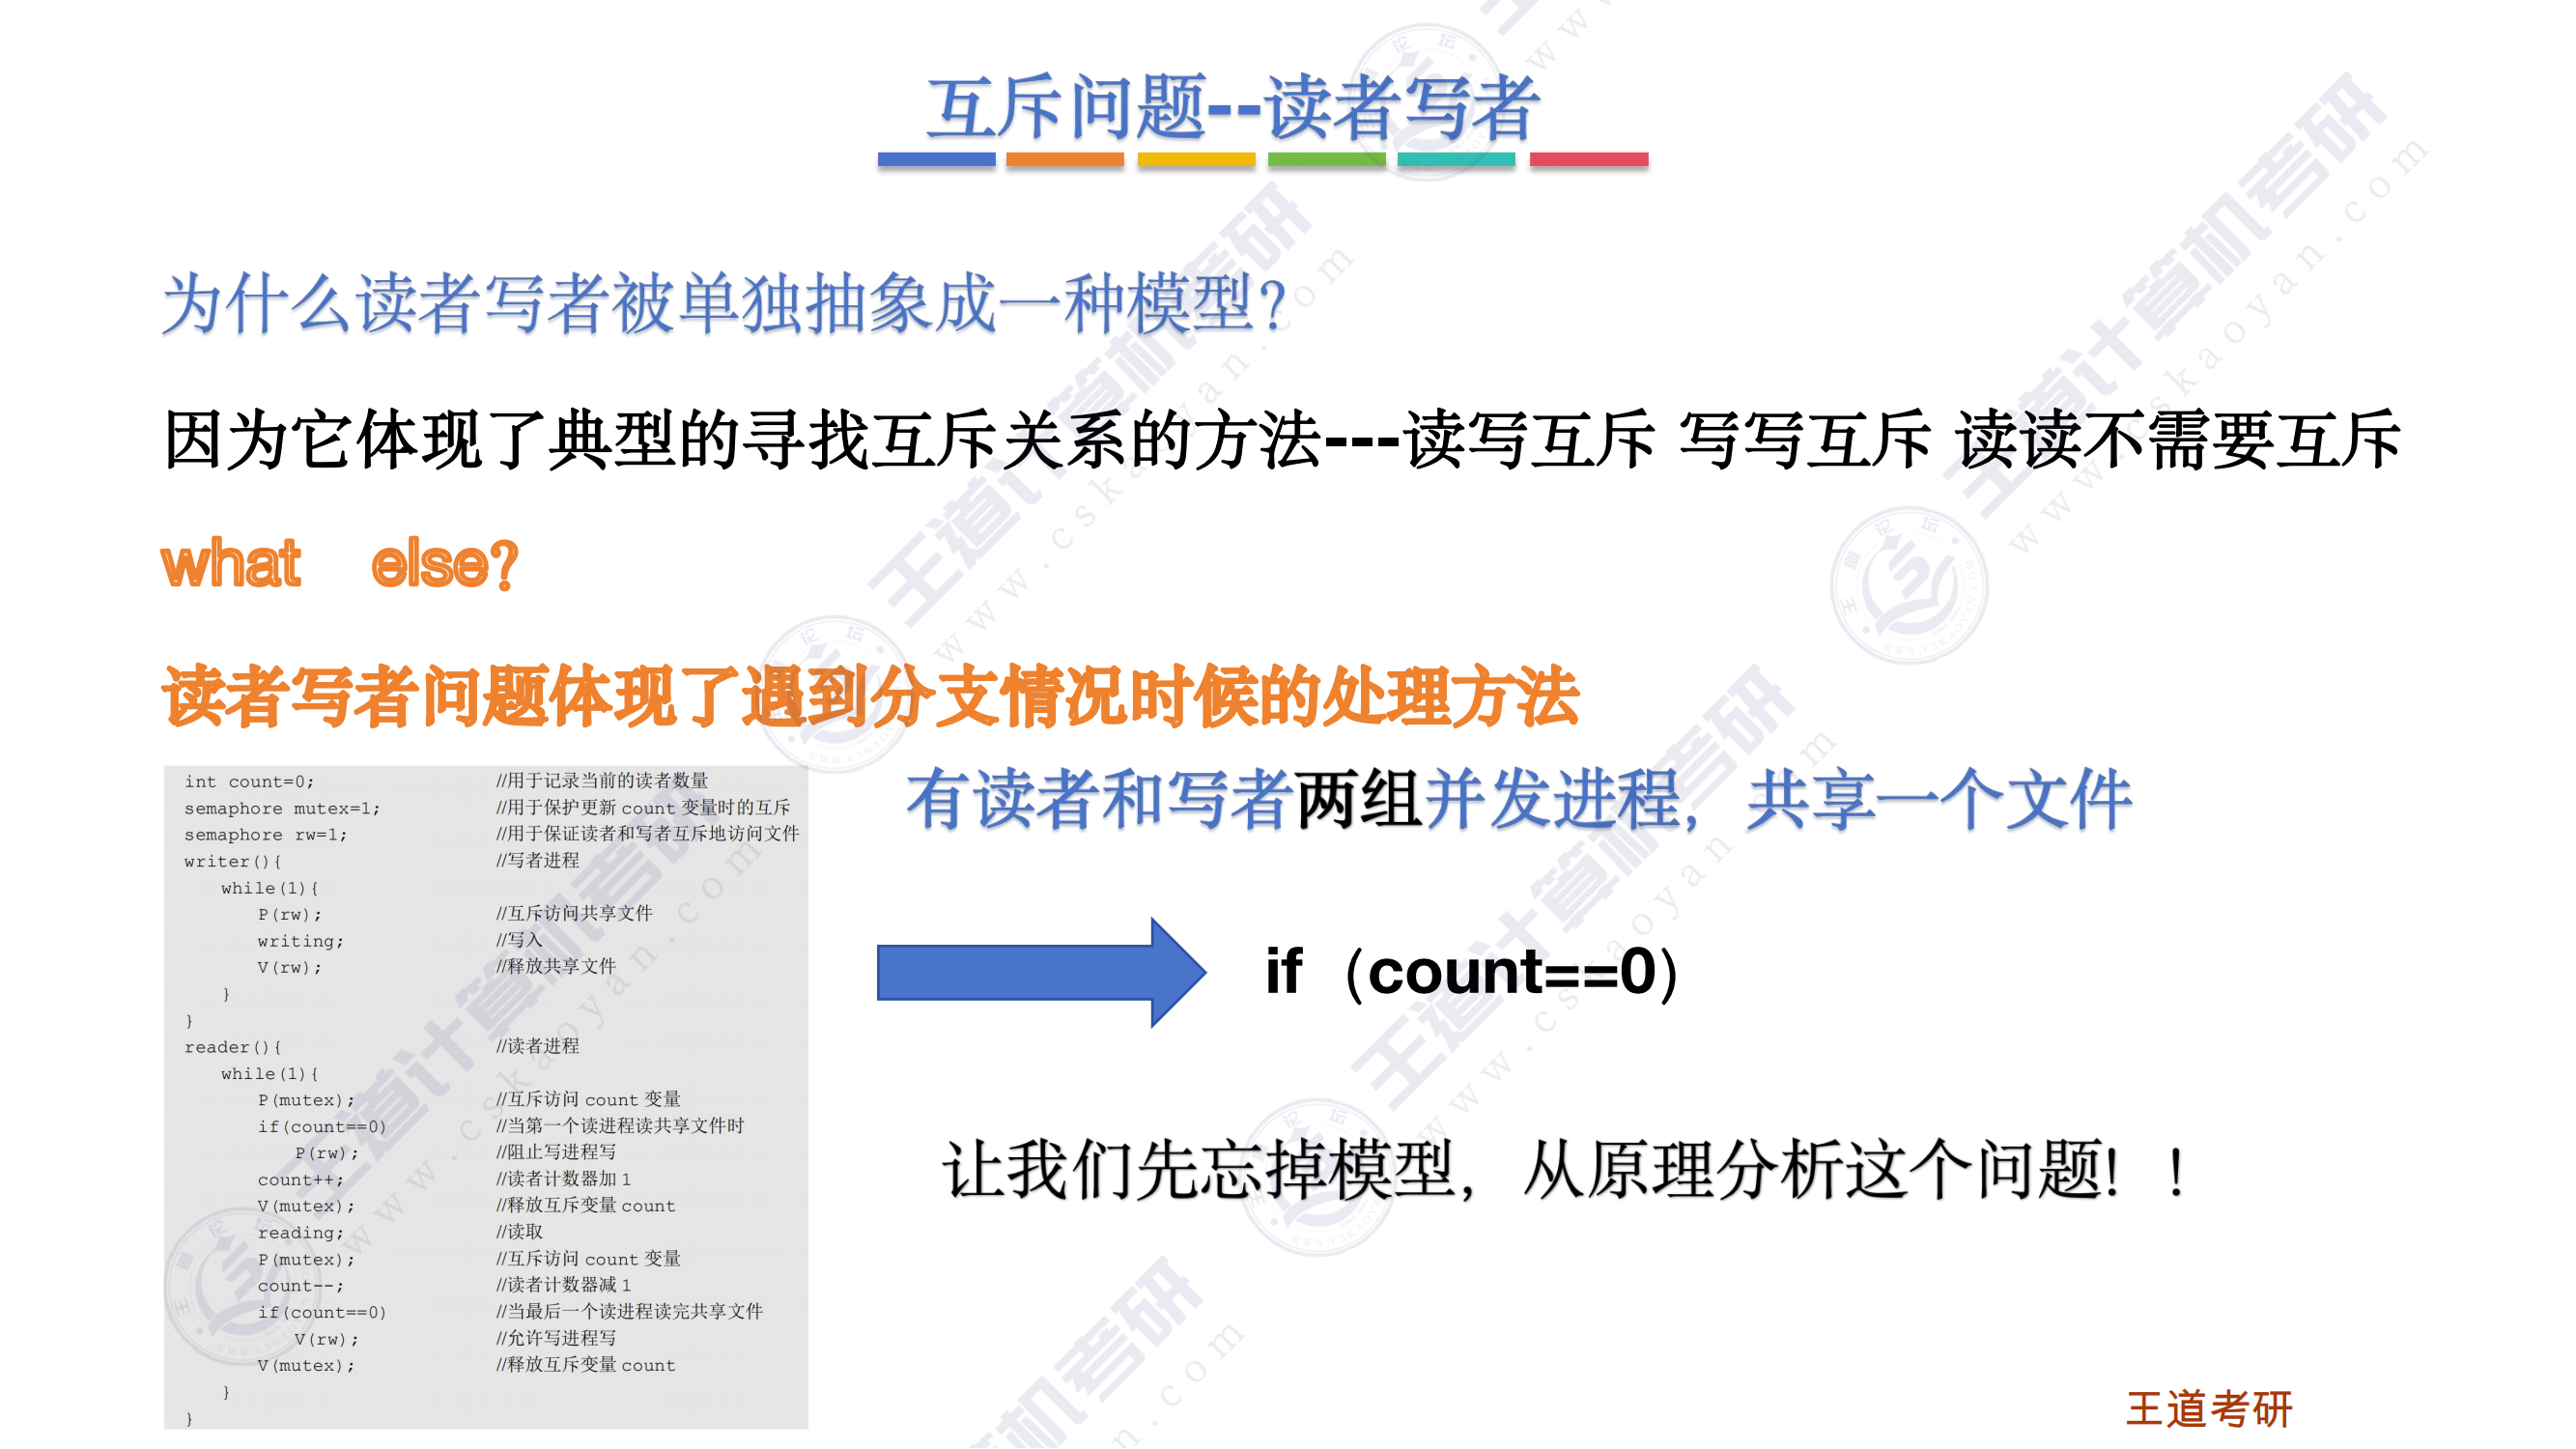 互斥问题--读者写者
为什么读者写者被单独抽象成一种模型？
因为它体现了典型的寻找互斥关系的方法---读写互斥 写写互斥 读读不需要互斥
what else？
读者写者问题体现了遇到分支情况时候的处理方法
int count=0; //用于记录当前的读者数量
semaphore mutex=1; //用于保护更新 count 变量时的互斥
semaphore rw=1; //用于保证读者和写者互斥地访问文件
writer(){ //写者进程
while(1){
P(rw); //互斥访问共享文件
writing; //写入
V(rw); //释放共享文件
}
}
reader(){ //读者进程
while(1){
P(mutex); //互斥访问 count 变量
if(count==0) //当第一个读进程读共享文件时
P(rw); //阻止写进程写
count++; //读者计数器加 1
V(mutex); //释放互斥变量 count
reading; //读取
P(mutex); //互斥访问 count 变量
count--; //读者计数器减 1
if(count==0) //当最后一个读进程读完共享文件
V(rw); //允许写进程写
V(mutex); //释放互斥变量 count
}
}
有读者和写者两组并发进程，共享一个文件
if（count==0）
让我们先忘掉模型，从原理分析这个问题！！
王道考研
王道计算机考研
www.cskaoyan.com